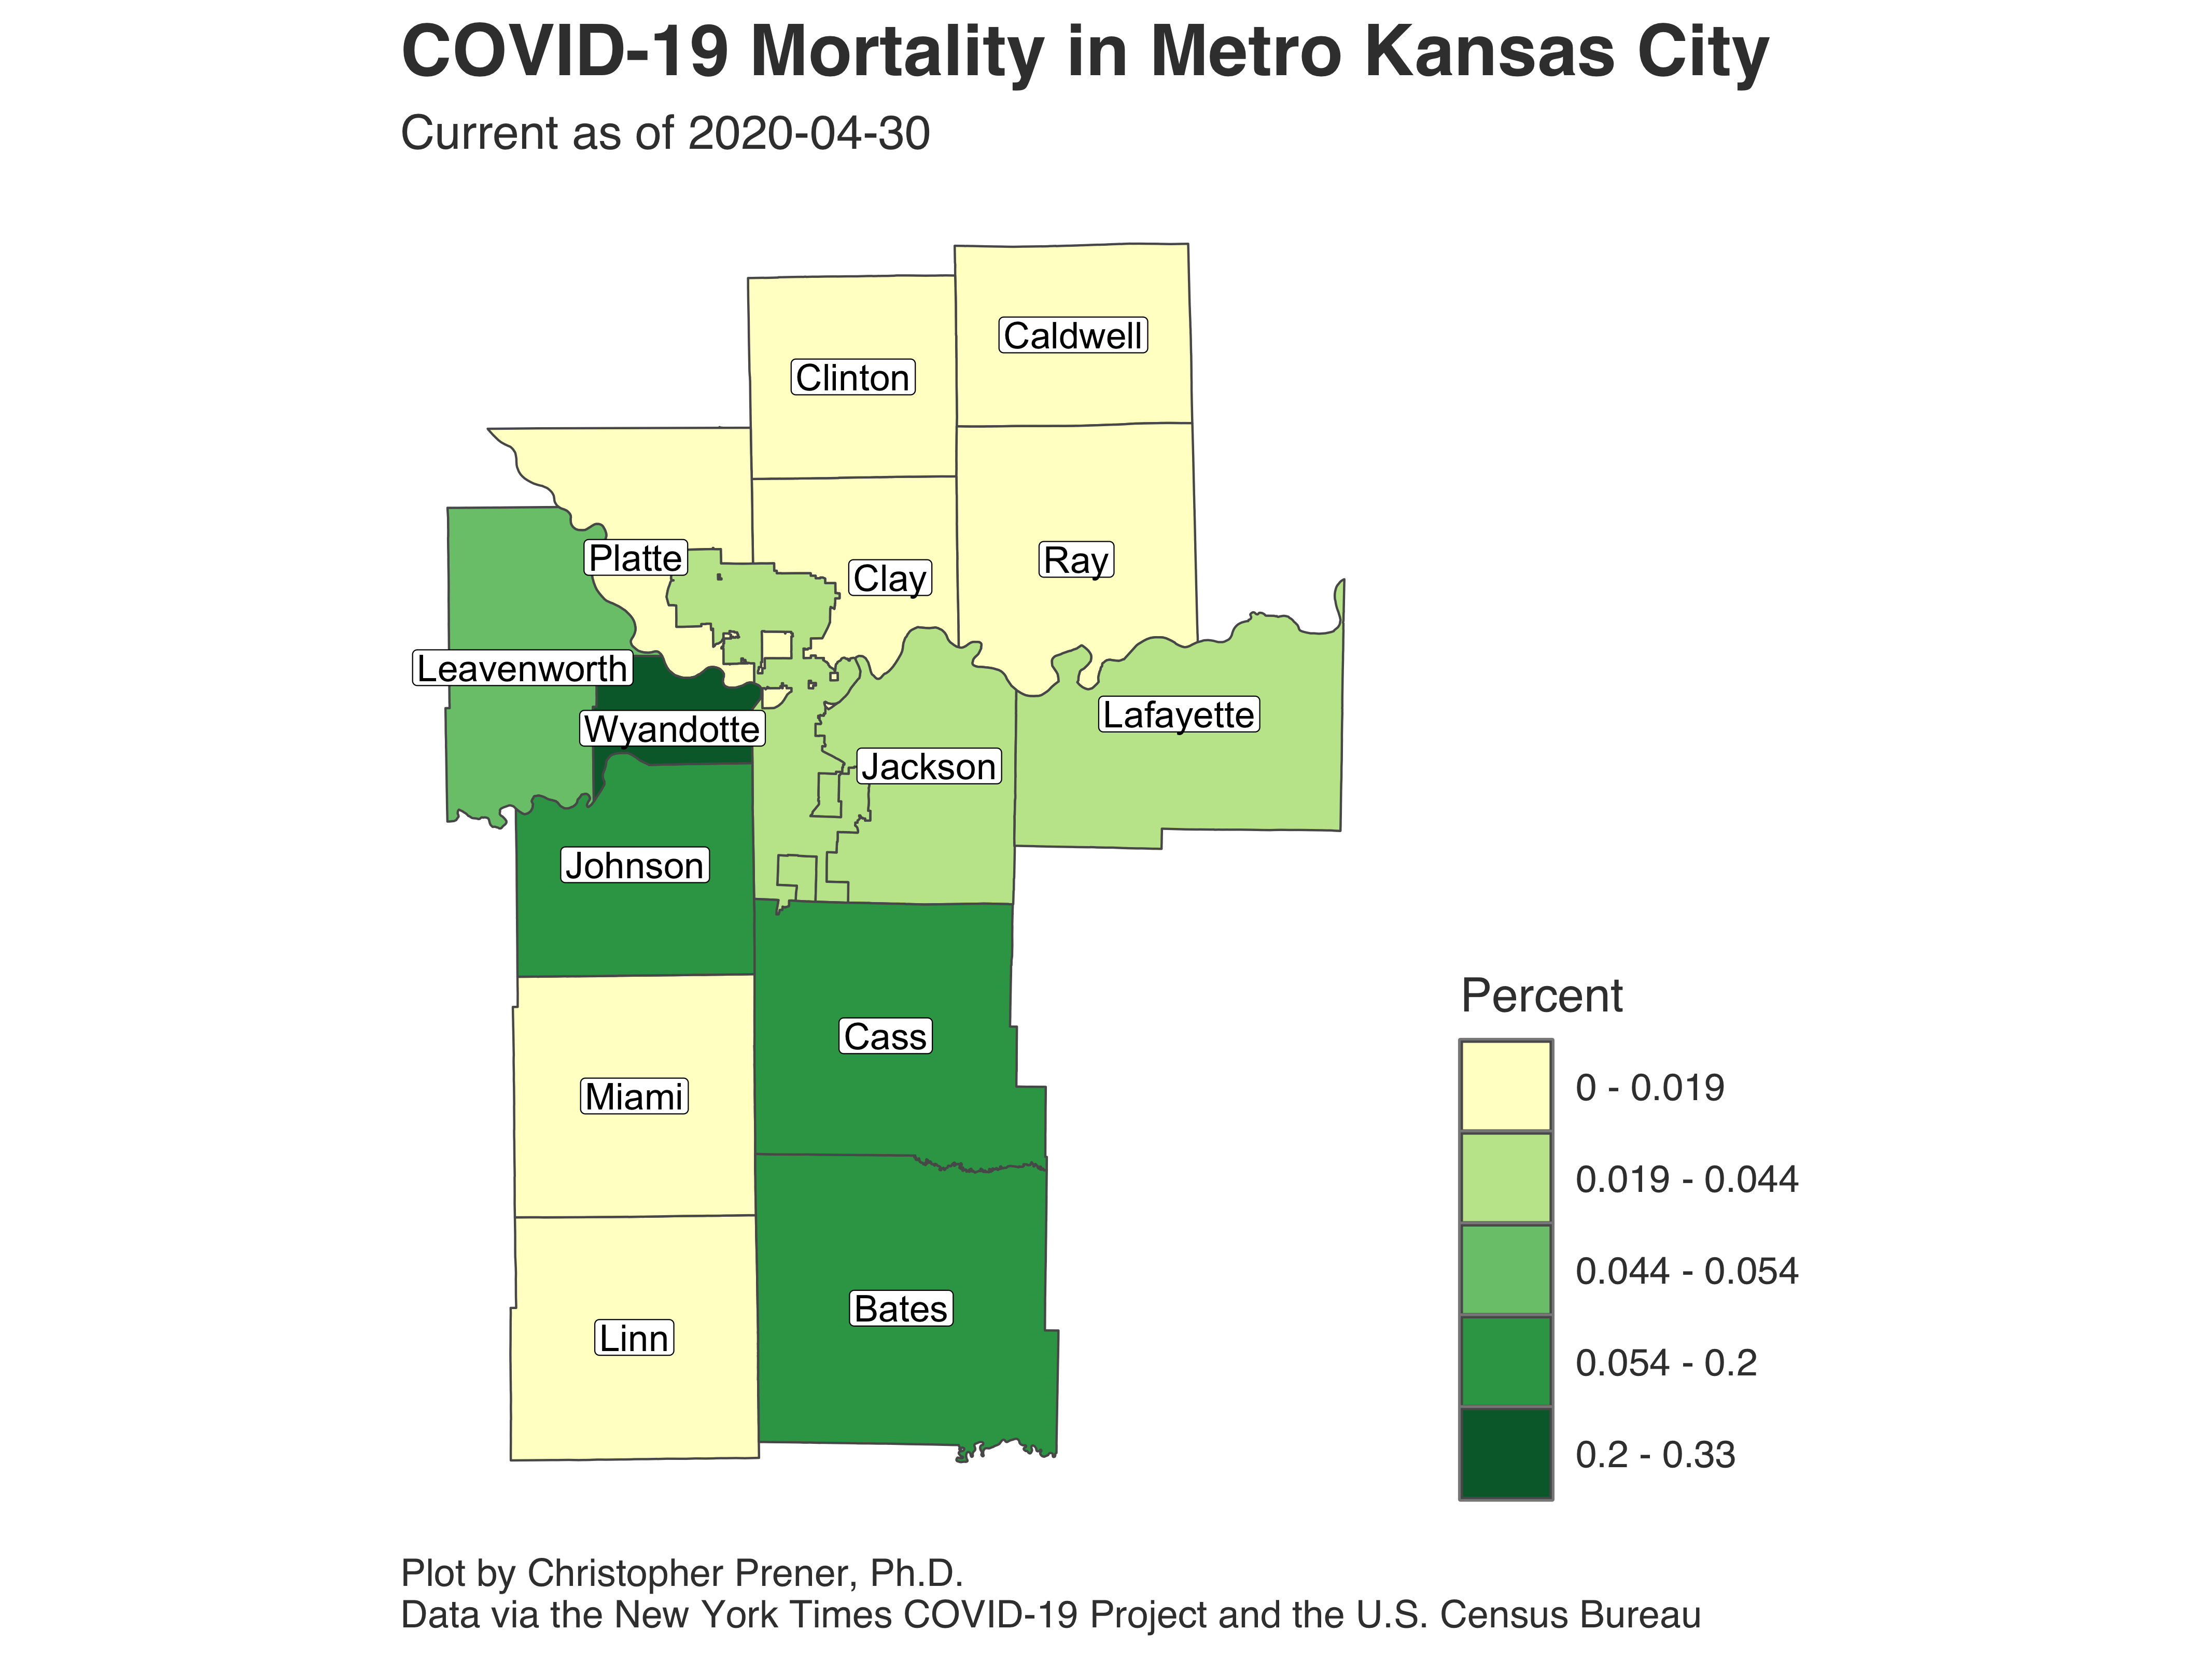 COVID-19 Mortality in Metro Kansas City
Current as of 2020-04-30
Caldwell
Clinton
Platte
Clay
Ray
Leavenworth
Wyandotte
Lafayette
Jackson
Johnson
Cass
Miami
Bates
Linn
Percent
0 - 0.019
0.019 - 0.044
0.044 - 0.054
0.054 - 0.2
0.2 - 0.33
Plot by Christopher Prener, Ph.D.
Data via the New York Times COVID-19 Project and the U.S. Census Bureau